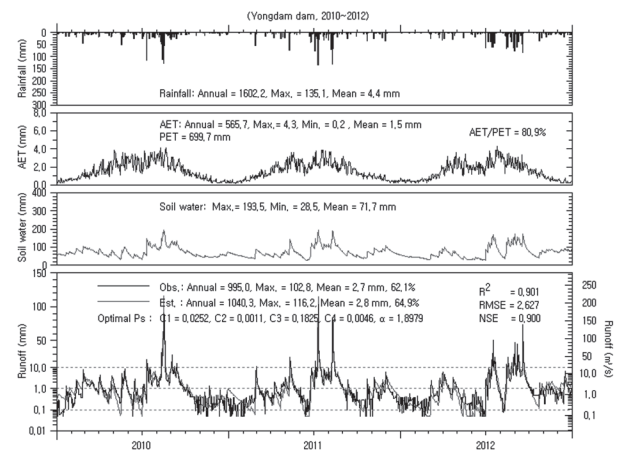 (Yongdam dam, 2010~2012)
Rainfall (mm)
0
50
100
150
200
250
300
Rainfall: Annual = 1602.2, Max. = 135.1, Mean = 4.4 mm
AET (mm)
8.0
6.0
4.0
2.0
0.0
AET: Annual = 565.7, Max.= 4.3, Min. = 0.2 , Mean = 1.5 mm
PET = 699.7 mm
AET/PET = 80.9%
Soil water (mm)
400
300
200
100
0
Soil water: Max.= 193.5, Min. = 28.5, Mean = 71.7 mm
Runoff (mm)
150
100
50
10.0
1.0
0.1
0.01
Obs.: Annual = 995.0, Max. = 102.8, Mean = 2.7 mm, 62.1%
Est. : Annual = 1040.3, Max. = 116.2, Mean = 2.8 mm, 64.9%
Optimal Ps : C1 = 0.0252, C2 = 0.0011, C3 = 0.1825, C4 = 0.0046, α = 1.8979
R2 = 0.901
RMSE = 2.627
NSE = 0.900
250
200
150
100
50
10.0
1.0
0.1
Runoff (㎥/s)
2010
2011
2012